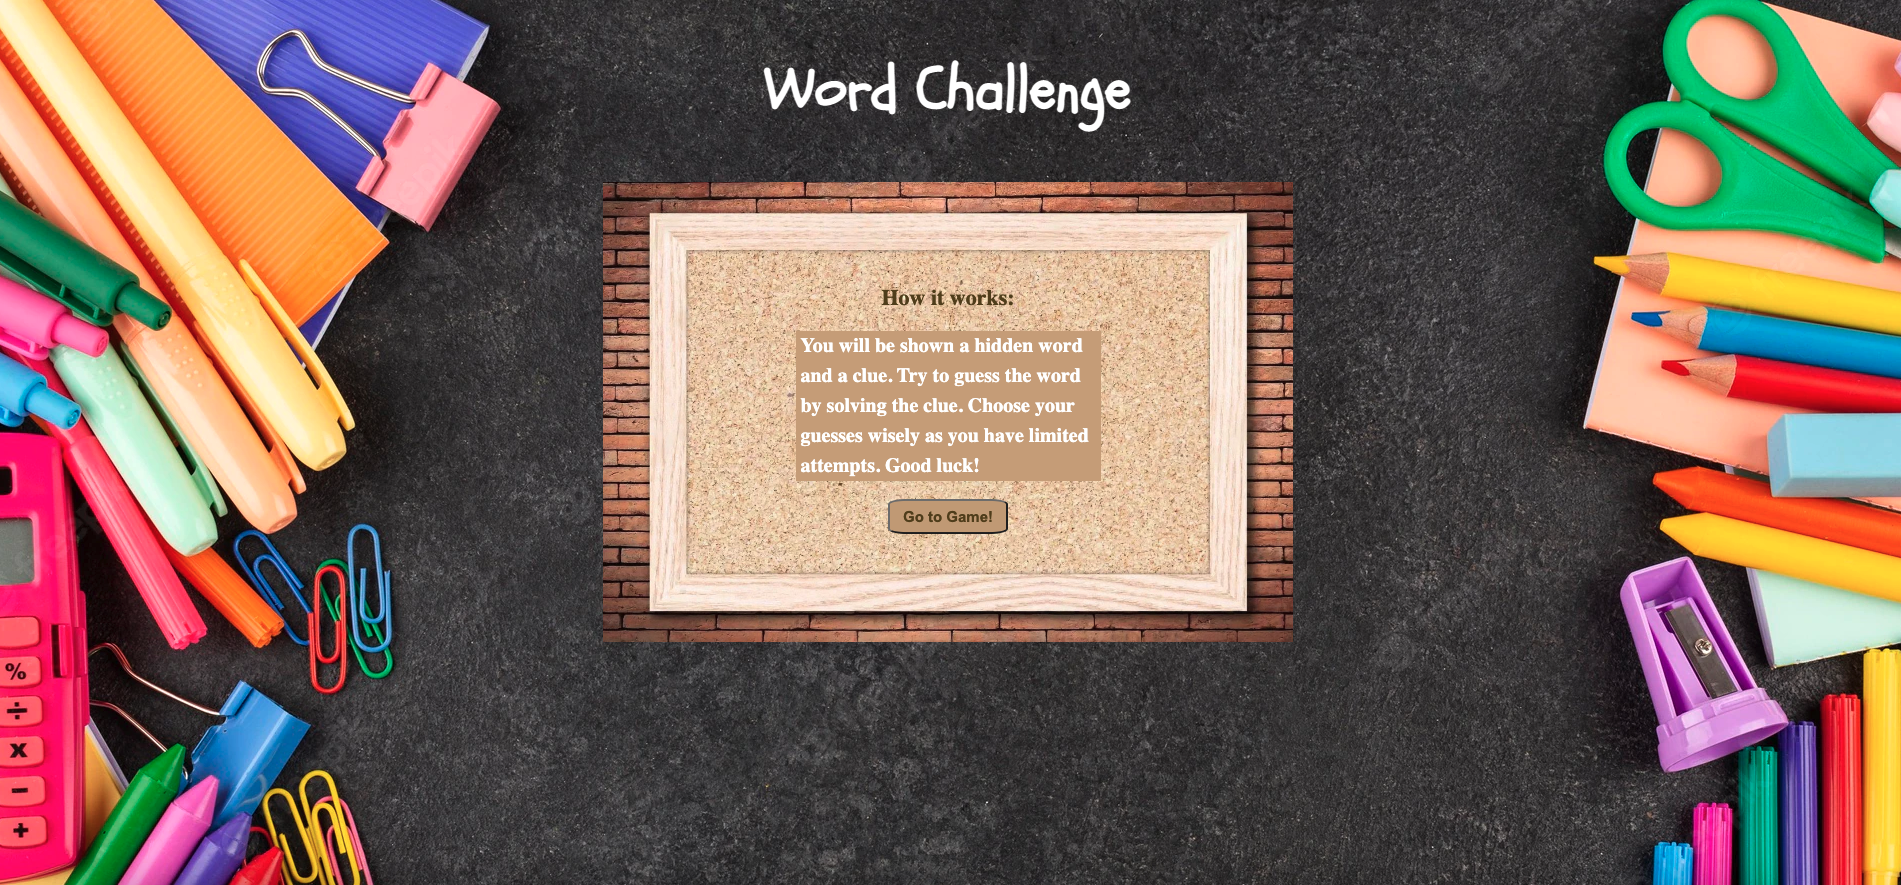 Word Challenge
How it works:
You will be shown a hidden word
and a clue. Try to guess the word
by solving the clue. Choose your
guesses wisely as you have limited
attempts. Good luck!
Go to Game!
%
÷
x
−
+